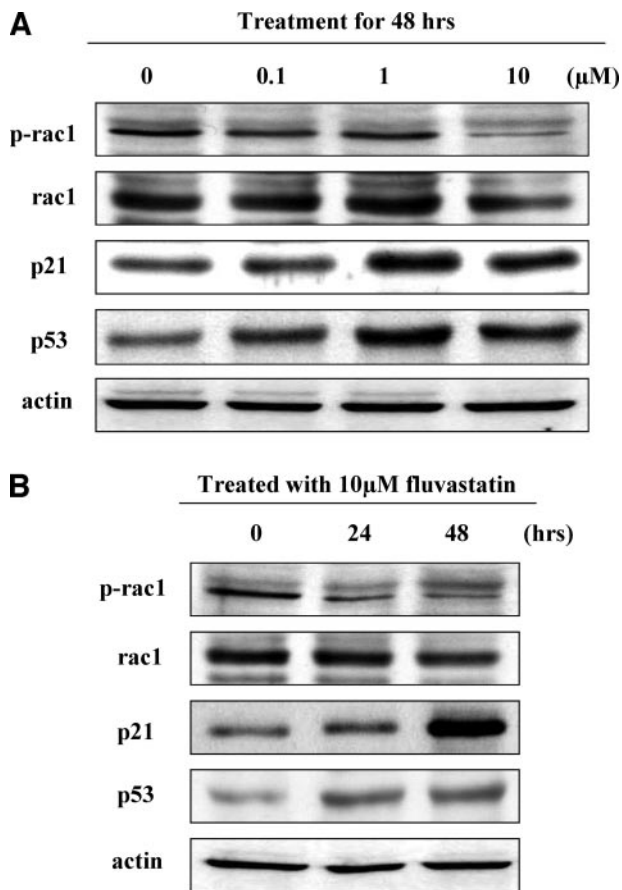 A
Treatment for 48 hrs
0 0.1 1 10 (μM)
p-rac1
rac1
p21
p53
actin
B
Treated with 10μM fluvastatin
0 24 48 (hrs)
p-rac1
rac1
p21
p53
actin